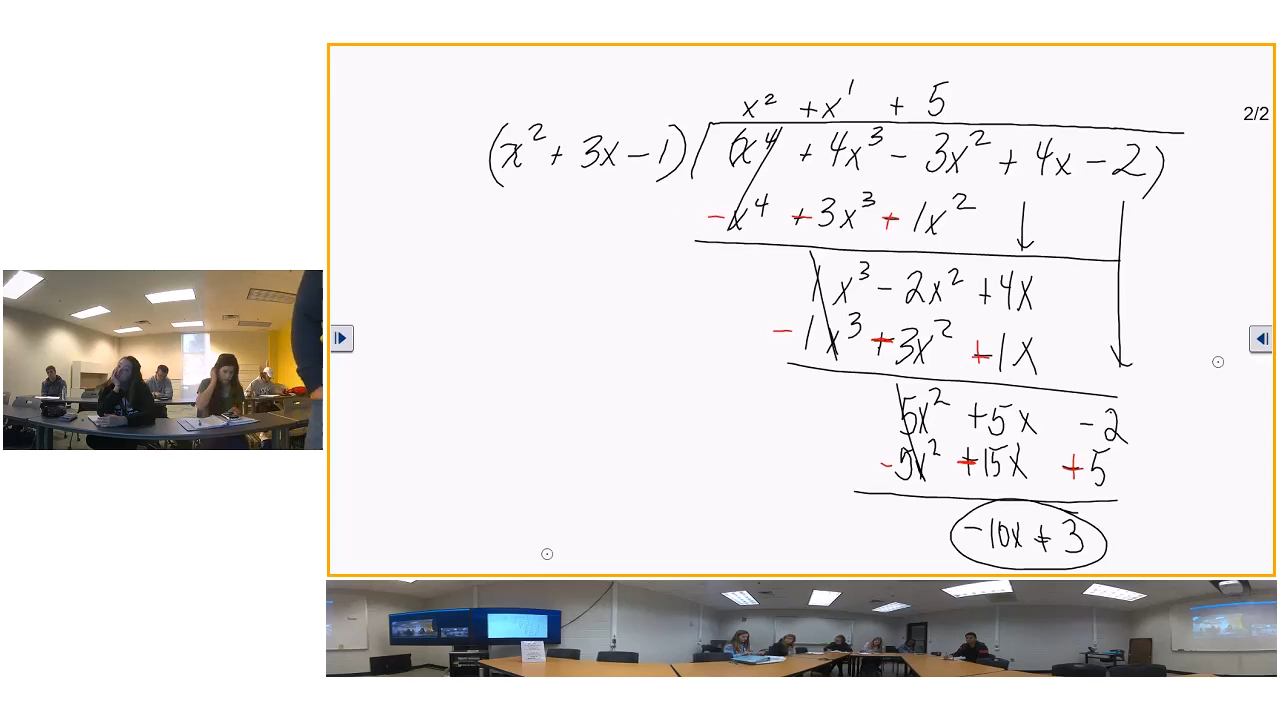 2/2
x² + x¹ + 5
(x² + 3x - 1) (x⁴ + 4x³ - 3x² + 4x - 2)
- x⁴ + 3x³ + 1x²
1x³ - 2x² + 4x
- 1x³ + 3x² + 1x
5x² + 5x - 2
- 5x² + 15x + 5
-10x + 3